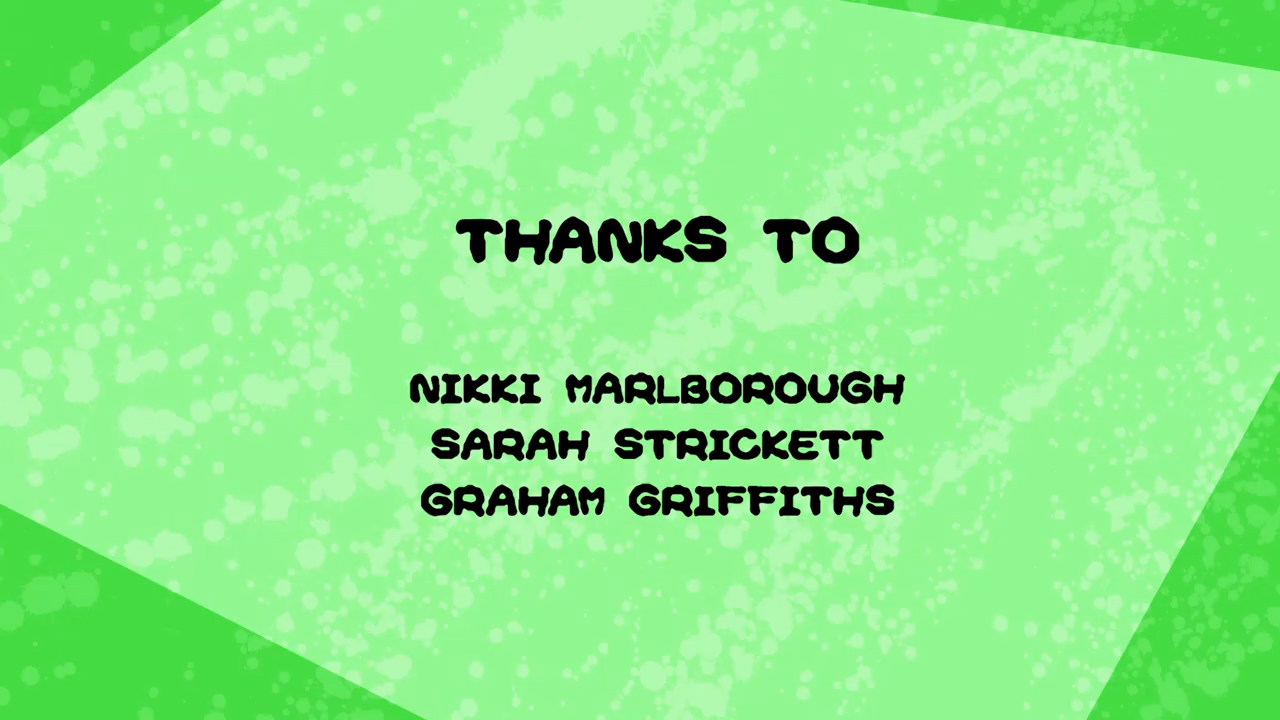 THANKS TO
NIKKI MARLBOROUGH
SARAH STRICKETT
GRAHAM GRIFFITHS